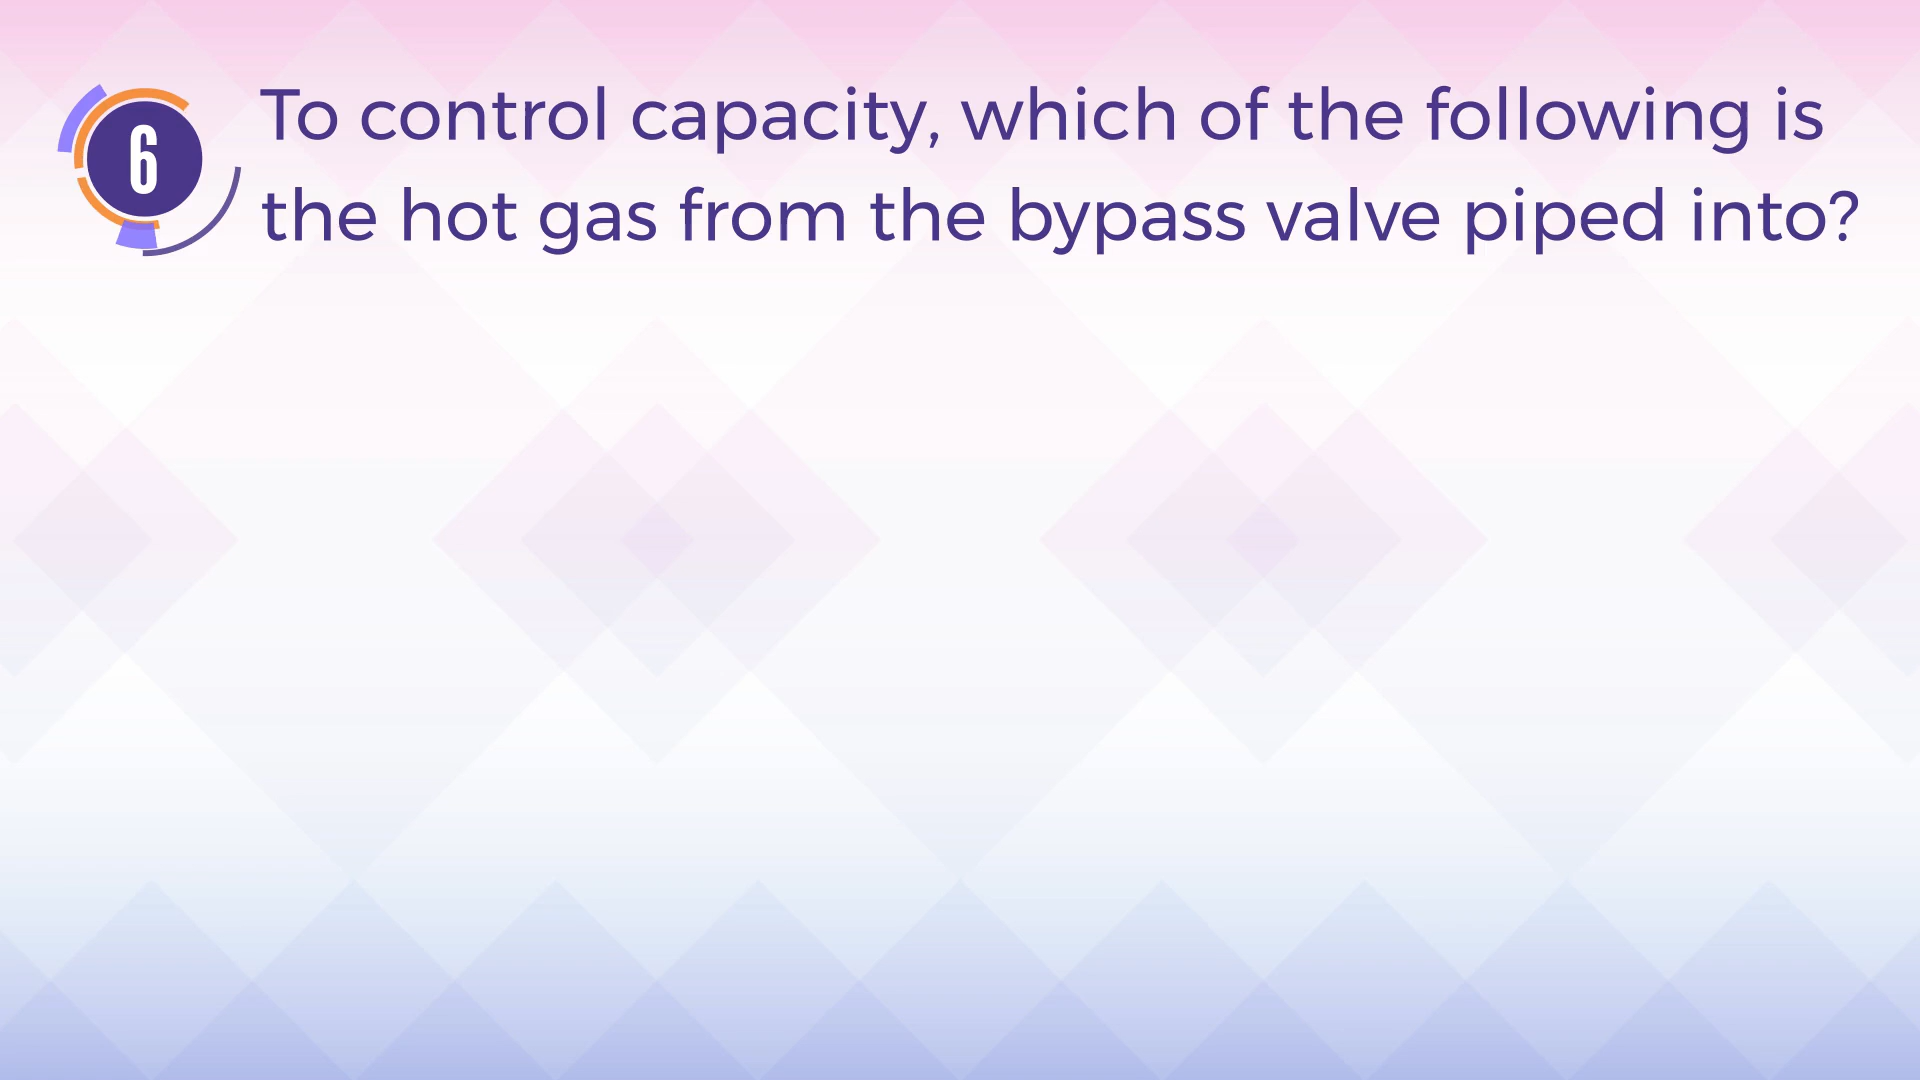 6
To control capacity, which of the following is
the hot gas from the bypass valve piped into?